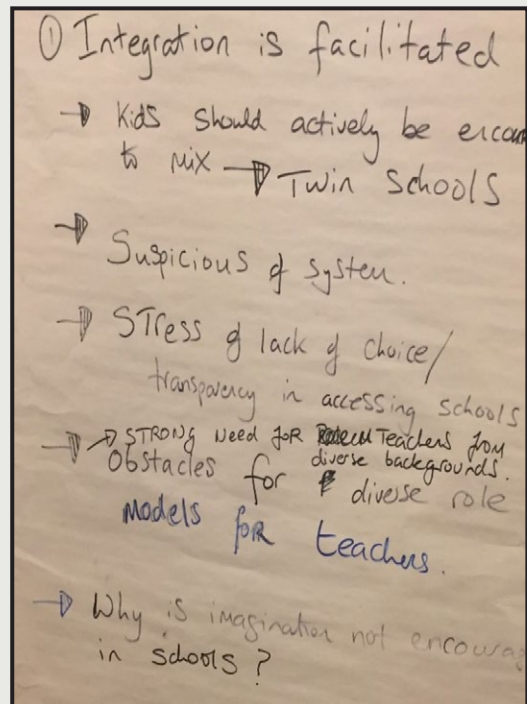 ① Integration is facilitated
→ Kids should actively be encou
to mix → Twin Schools
→ Suspicious of system.
→ Stress of lack of choice/
transparency in accessing schools
→ → STRONG need FOR Teachers from
diverse backgrounds.
Obstacles for diverse role
Models FOR teachers.
→ Why is imagination not encourag
in schools?